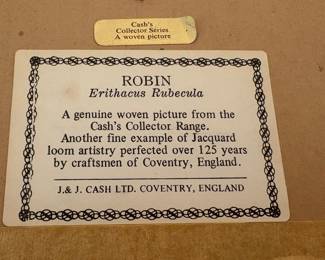 Cash's
Collector Series
A woven picture
ROBIN
Erithacus Rubecula
A genuine woven picture from the
Cash's Collector Range.
Another fine example of Jacquard
loom artistry perfected over 125 years
by craftsmen of Coventry, England.
J.& J. CASH LTD. COVENTRY, ENGLAND